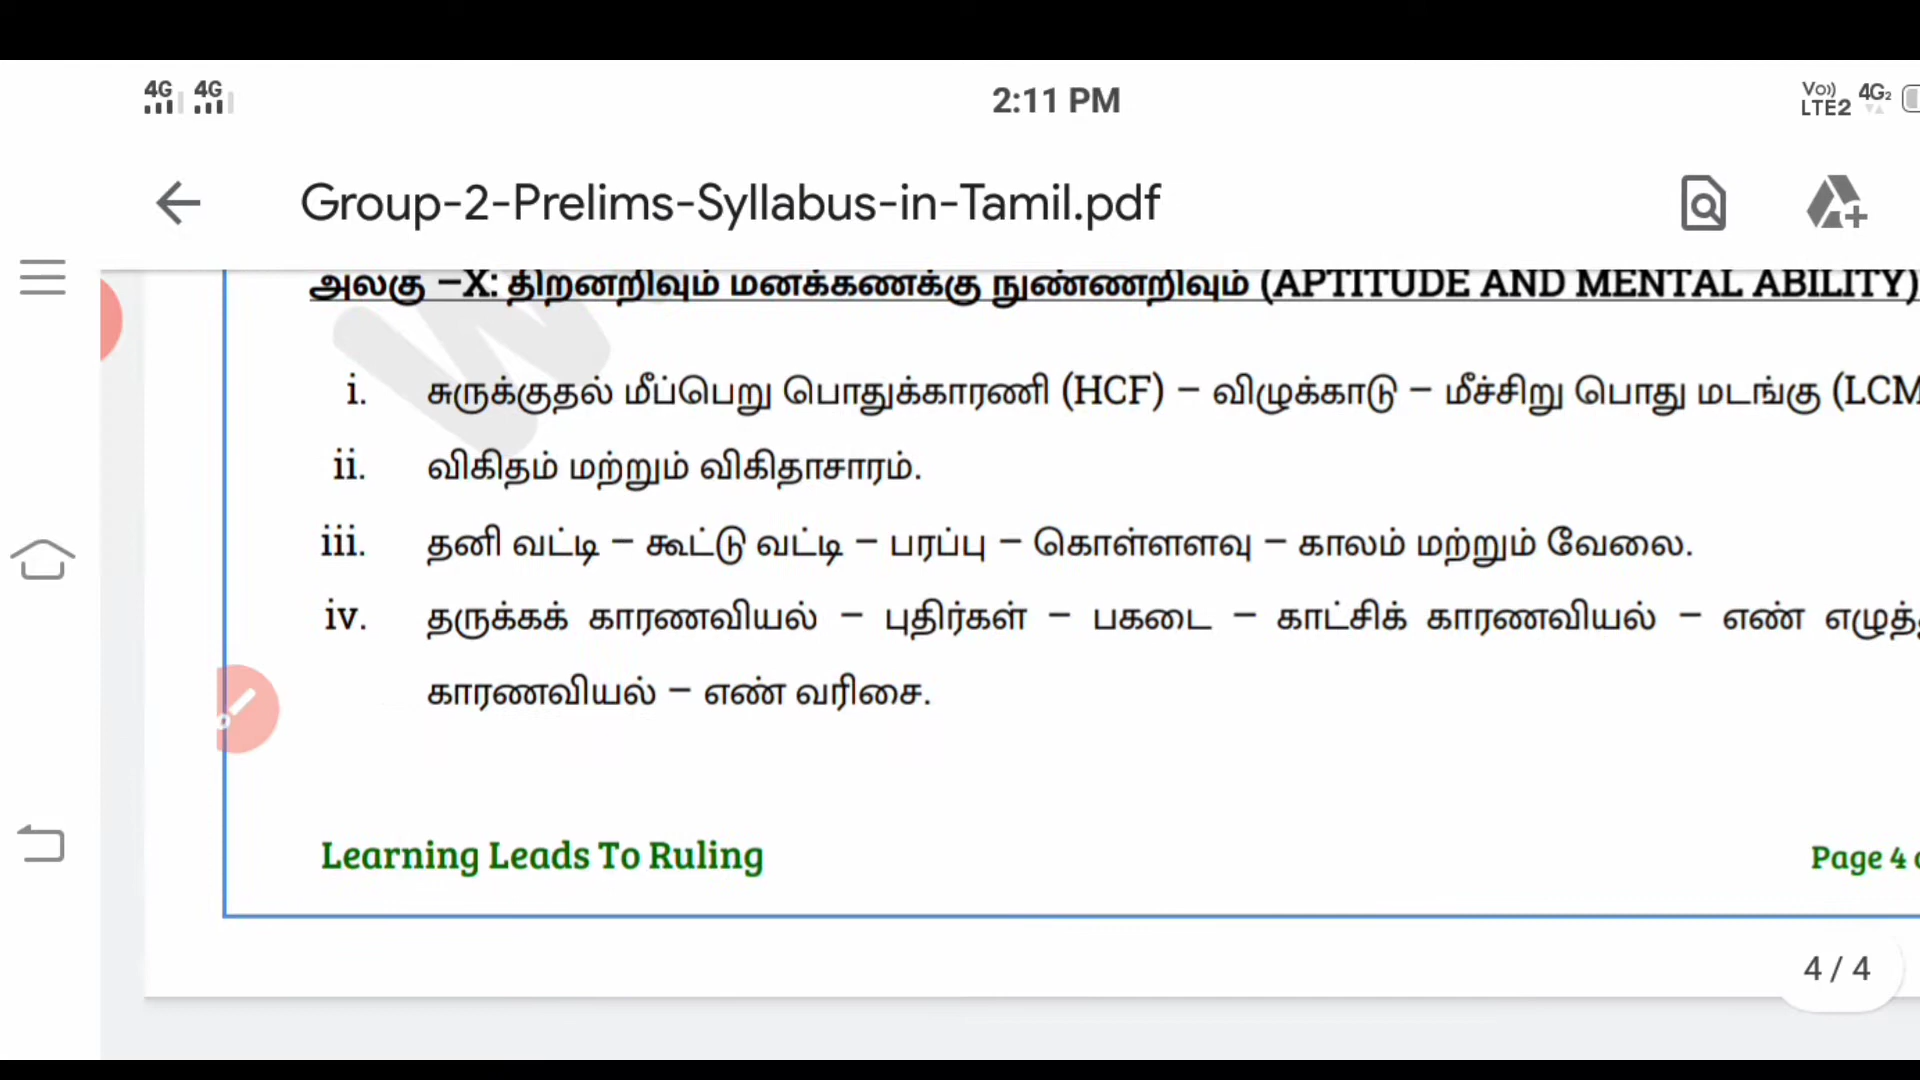 4G 4G
2:11 PM
Vo)) LTE2 4G2
Group-2-Prelims-Syllabus-in-Tamil.pdf
அலகு –X: திறனறிவும் மனக்கணக்கு நுண்ணறிவும் (APTITUDE AND MENTAL ABILITY)
i. சுருக்குதல் மீப்பெறு பொதுக்காரணி (HCF) – விழுக்காடு – மீச்சிறு பொது மடங்கு (LCM
ii. விகிதம் மற்றும் விகிதாசாரம்.
iii. தனி வட்டி – கூட்டு வட்டி – பரப்பு – கொள்ளளவு – காலம் மற்றும் வேலை.
iv. தருக்கக் காரணவியல் – புதிர்கள் – பகடை – காட்சிக் காரணவியல் – எண்
காரணவியல் – எண் வரிசை.
Learning Leads To Ruling
Page 4
4 / 4